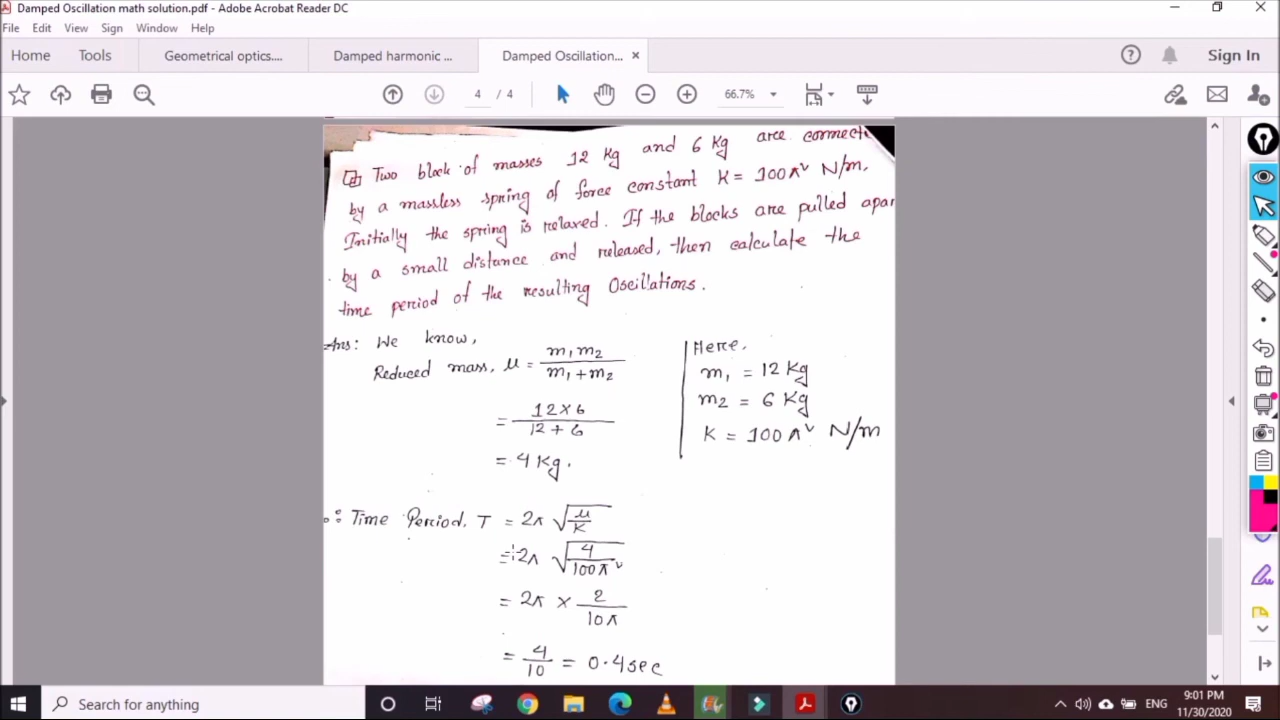 Damped Oscillation math solution.pdf - Adobe Acrobat Reader DC
File Edit View Window Sign Window Help
Home Tools Geometrical optics.... Damped harmonic ... Damped Oscillation... × Sign In
4 / 4 66.7%
Two block of masses 12 Kg and 6 Kg are connecte
by a massless spring of force constant K = 100π² N/m.
Initially the spring is relaxed. If the blocks are pulled apar
by a small distance and released, then calculate the
time period of the resulting Oscillations.
Ans: We know,
Reduced mass, μ = m₁m₂ / m₁+m₂
= 12×6 / 12+6
= 4 Kg.
Here,
m₁ = 12 Kg
m₂ = 6 Kg
K = 100π² N/m
∴ Time Period, T = 2π √(μ/K)
= 2π √(4/100π²)
= 2π × 2/10π
= 4/10 = 0.4 sec
Search for anything
ENG
9:01 PM
11/30/2020